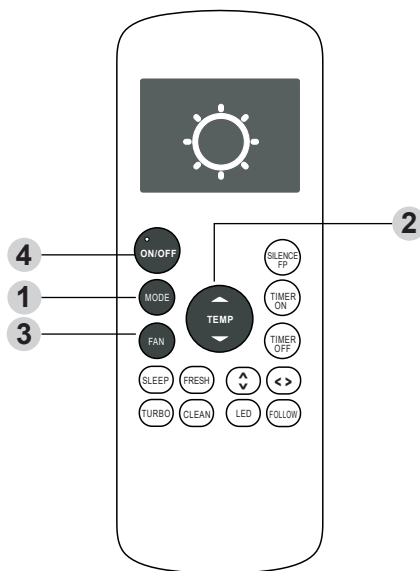 2
4
ON/OFF
SILENCE
FP
1
MODE
TEMP
TIMER
ON
3
FAN
TIMER
OFF
SLEEP FRESH
TURBO CLEAN LED FOLLOW